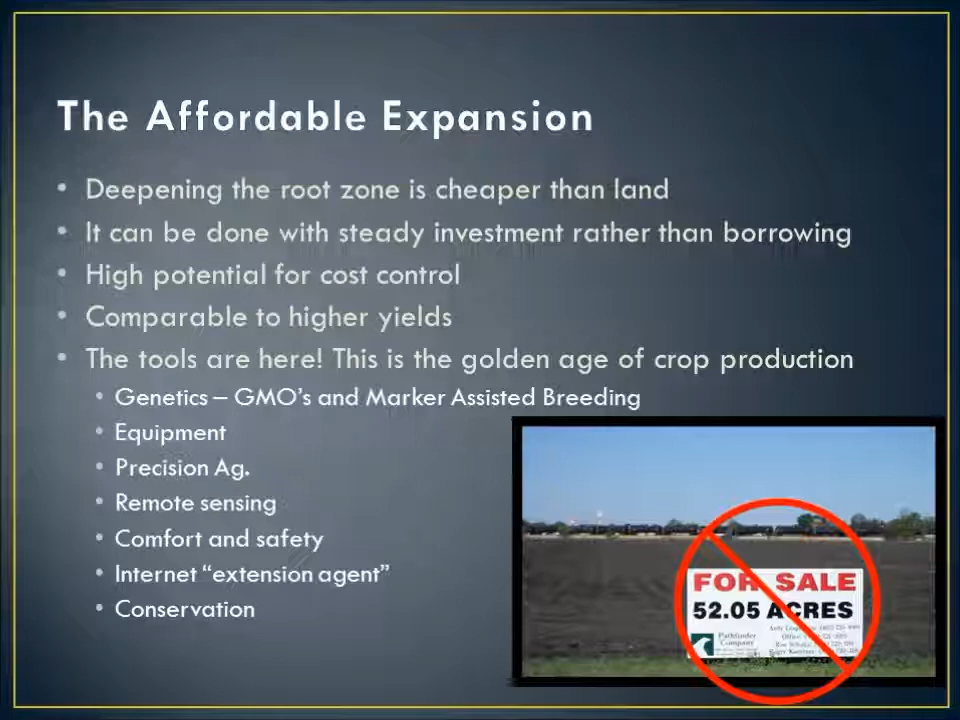 The Affordable Expansion
• Deepening the root zone is cheaper than land
• It can be done with steady investment rather than borrowing
• High potential for cost control
• Comparable to higher yields
• The tools are here! This is the golden age of crop production
• Genetics – GMO's and Marker Assisted Breeding
• Equipment
• Precision Ag.
• Remote sensing
• Comfort and safety
• Internet “extension agent”
• Conservation
FOR SALE
52.05 ACRES
Pathfinder
Company